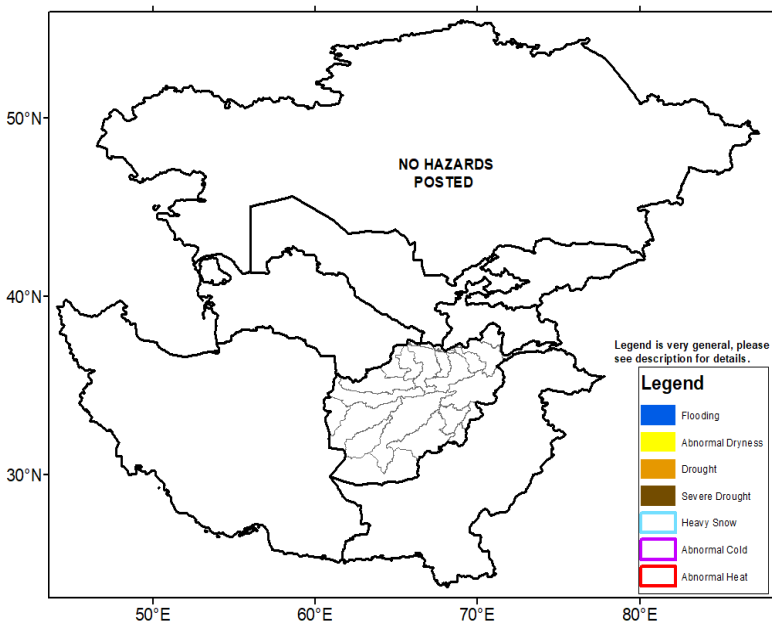 50°N
NO HAZARDS
POSTED
40°N
Legend is very general, please
see description for details.
Legend
Flooding
Abnormal Dryness
Drought
Severe Drought
Heavy Snow
Abnormal Cold
Abnormal Heat
30°N
50°E
60°E
70°E
80°E